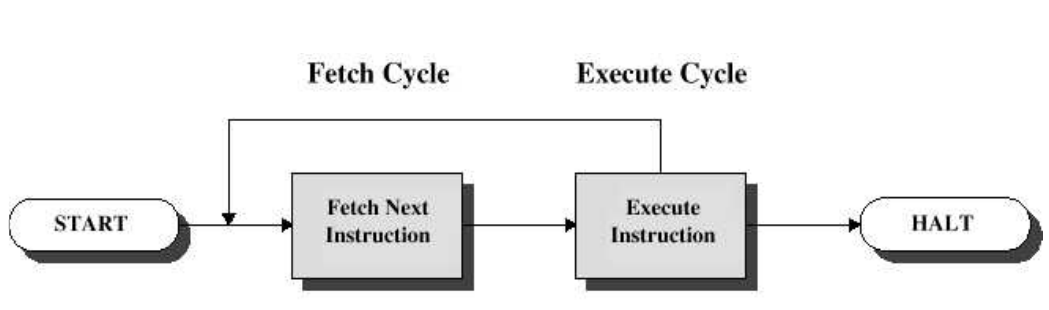 Fetch Cycle
Execute Cycle
START
Fetch Next
Instruction
Execute
Instruction
HALT